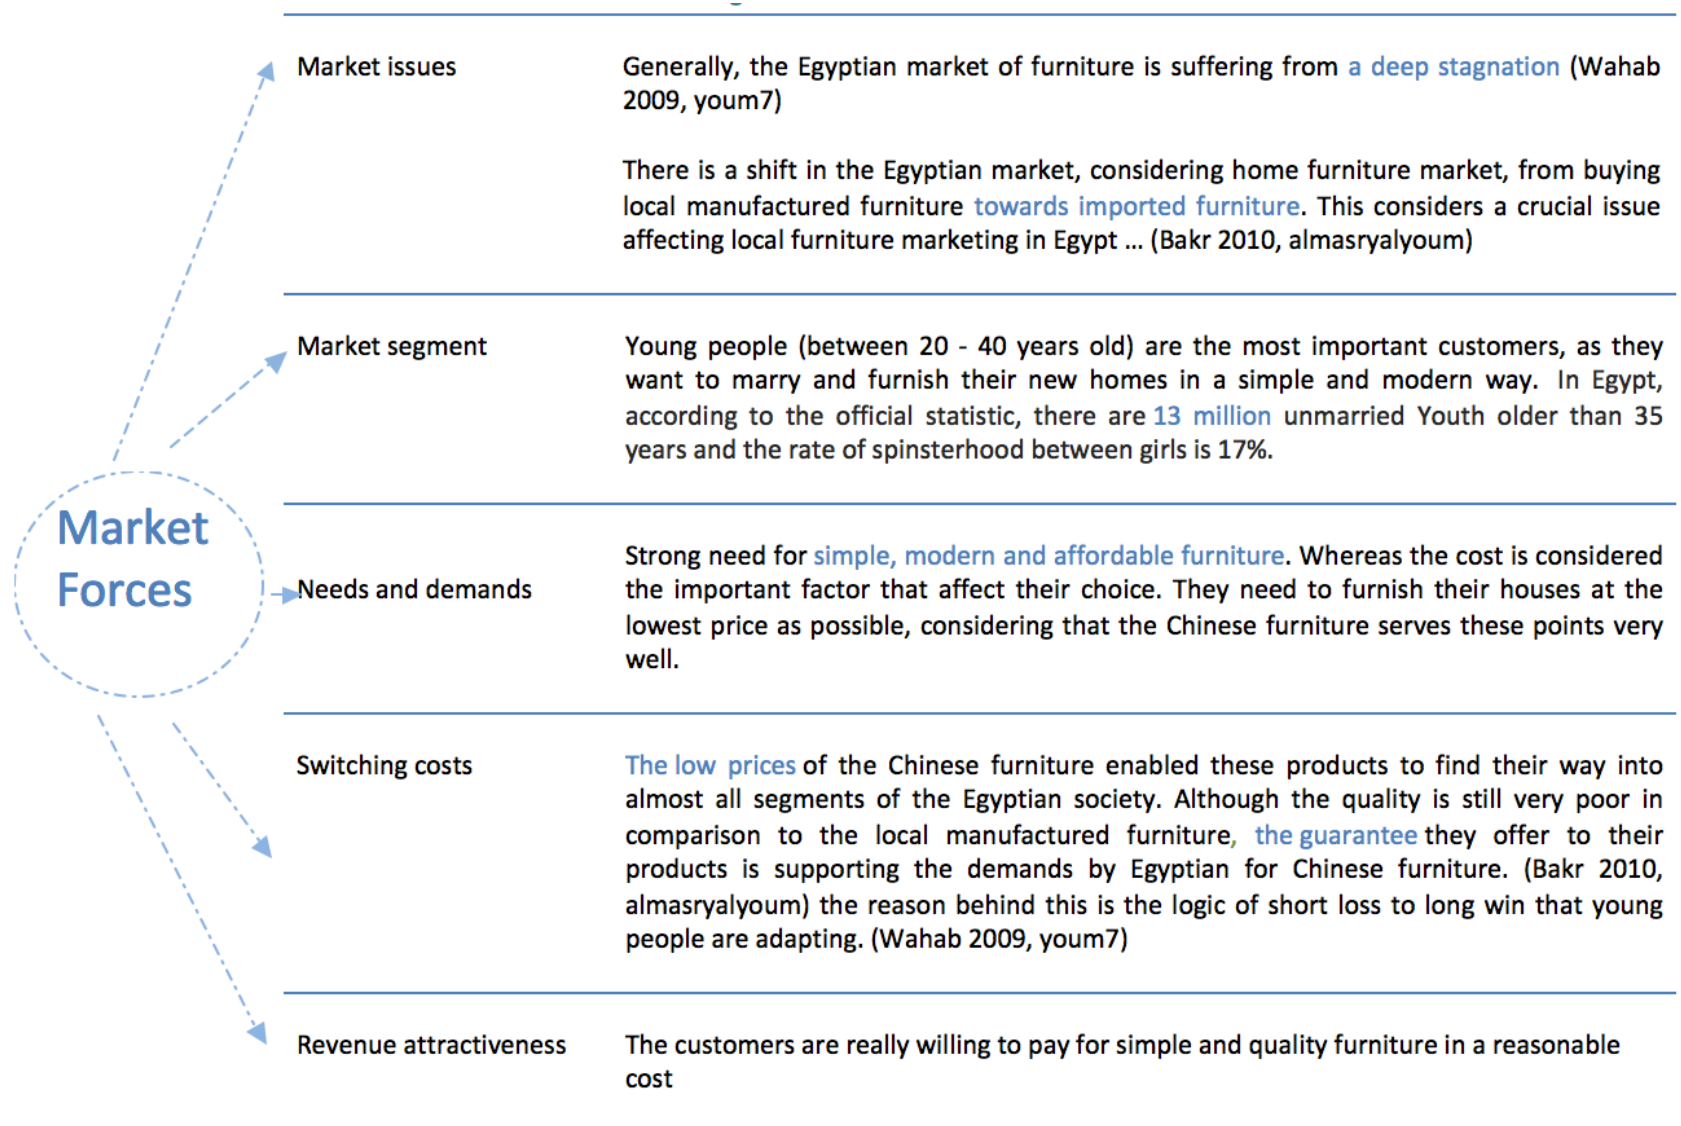 Market issues
Generally, the Egyptian market of furniture is suffering from a deep stagnation (Wahab
2009, youm7)
There is a shift in the Egyptian market, considering home furniture market, from buying
local manufactured furniture towards imported furniture. This considers a crucial issue
affecting local furniture marketing in Egypt ... (Bakr 2010, almasryalyoum)
Market segment
Young people (between 20 - 40 years old) are the most important customers, as they
want to marry and furnish their new homes in a simple and modern way. In Egypt,
according to the official statistic, there are 13 million unmarried Youth older than 35
years and the rate of spinsterhood between girls is 17%.
Market
Forces
Needs and demands
Strong need for simple, modern and affordable furniture. Whereas the cost is considered
the important factor that affect their choice. They need to furnish their houses at the
lowest price as possible, considering that the Chinese furniture serves these points very
well.
Switching costs
The low prices of the Chinese furniture enabled these products to find their way into
almost all segments of the Egyptian society. Although the quality is still very poor in
comparison to the local manufactured furniture, the guarantee they offer to their
products is supporting the demands by Egyptian for Chinese furniture. (Bakr 2010,
almasryalyoum) the reason behind this is the logic of short loss to long win that young
people are adapting. (Wahab 2009, youm7)
Revenue attractiveness
The customers are really willing to pay for simple and quality furniture in a reasonable
cost